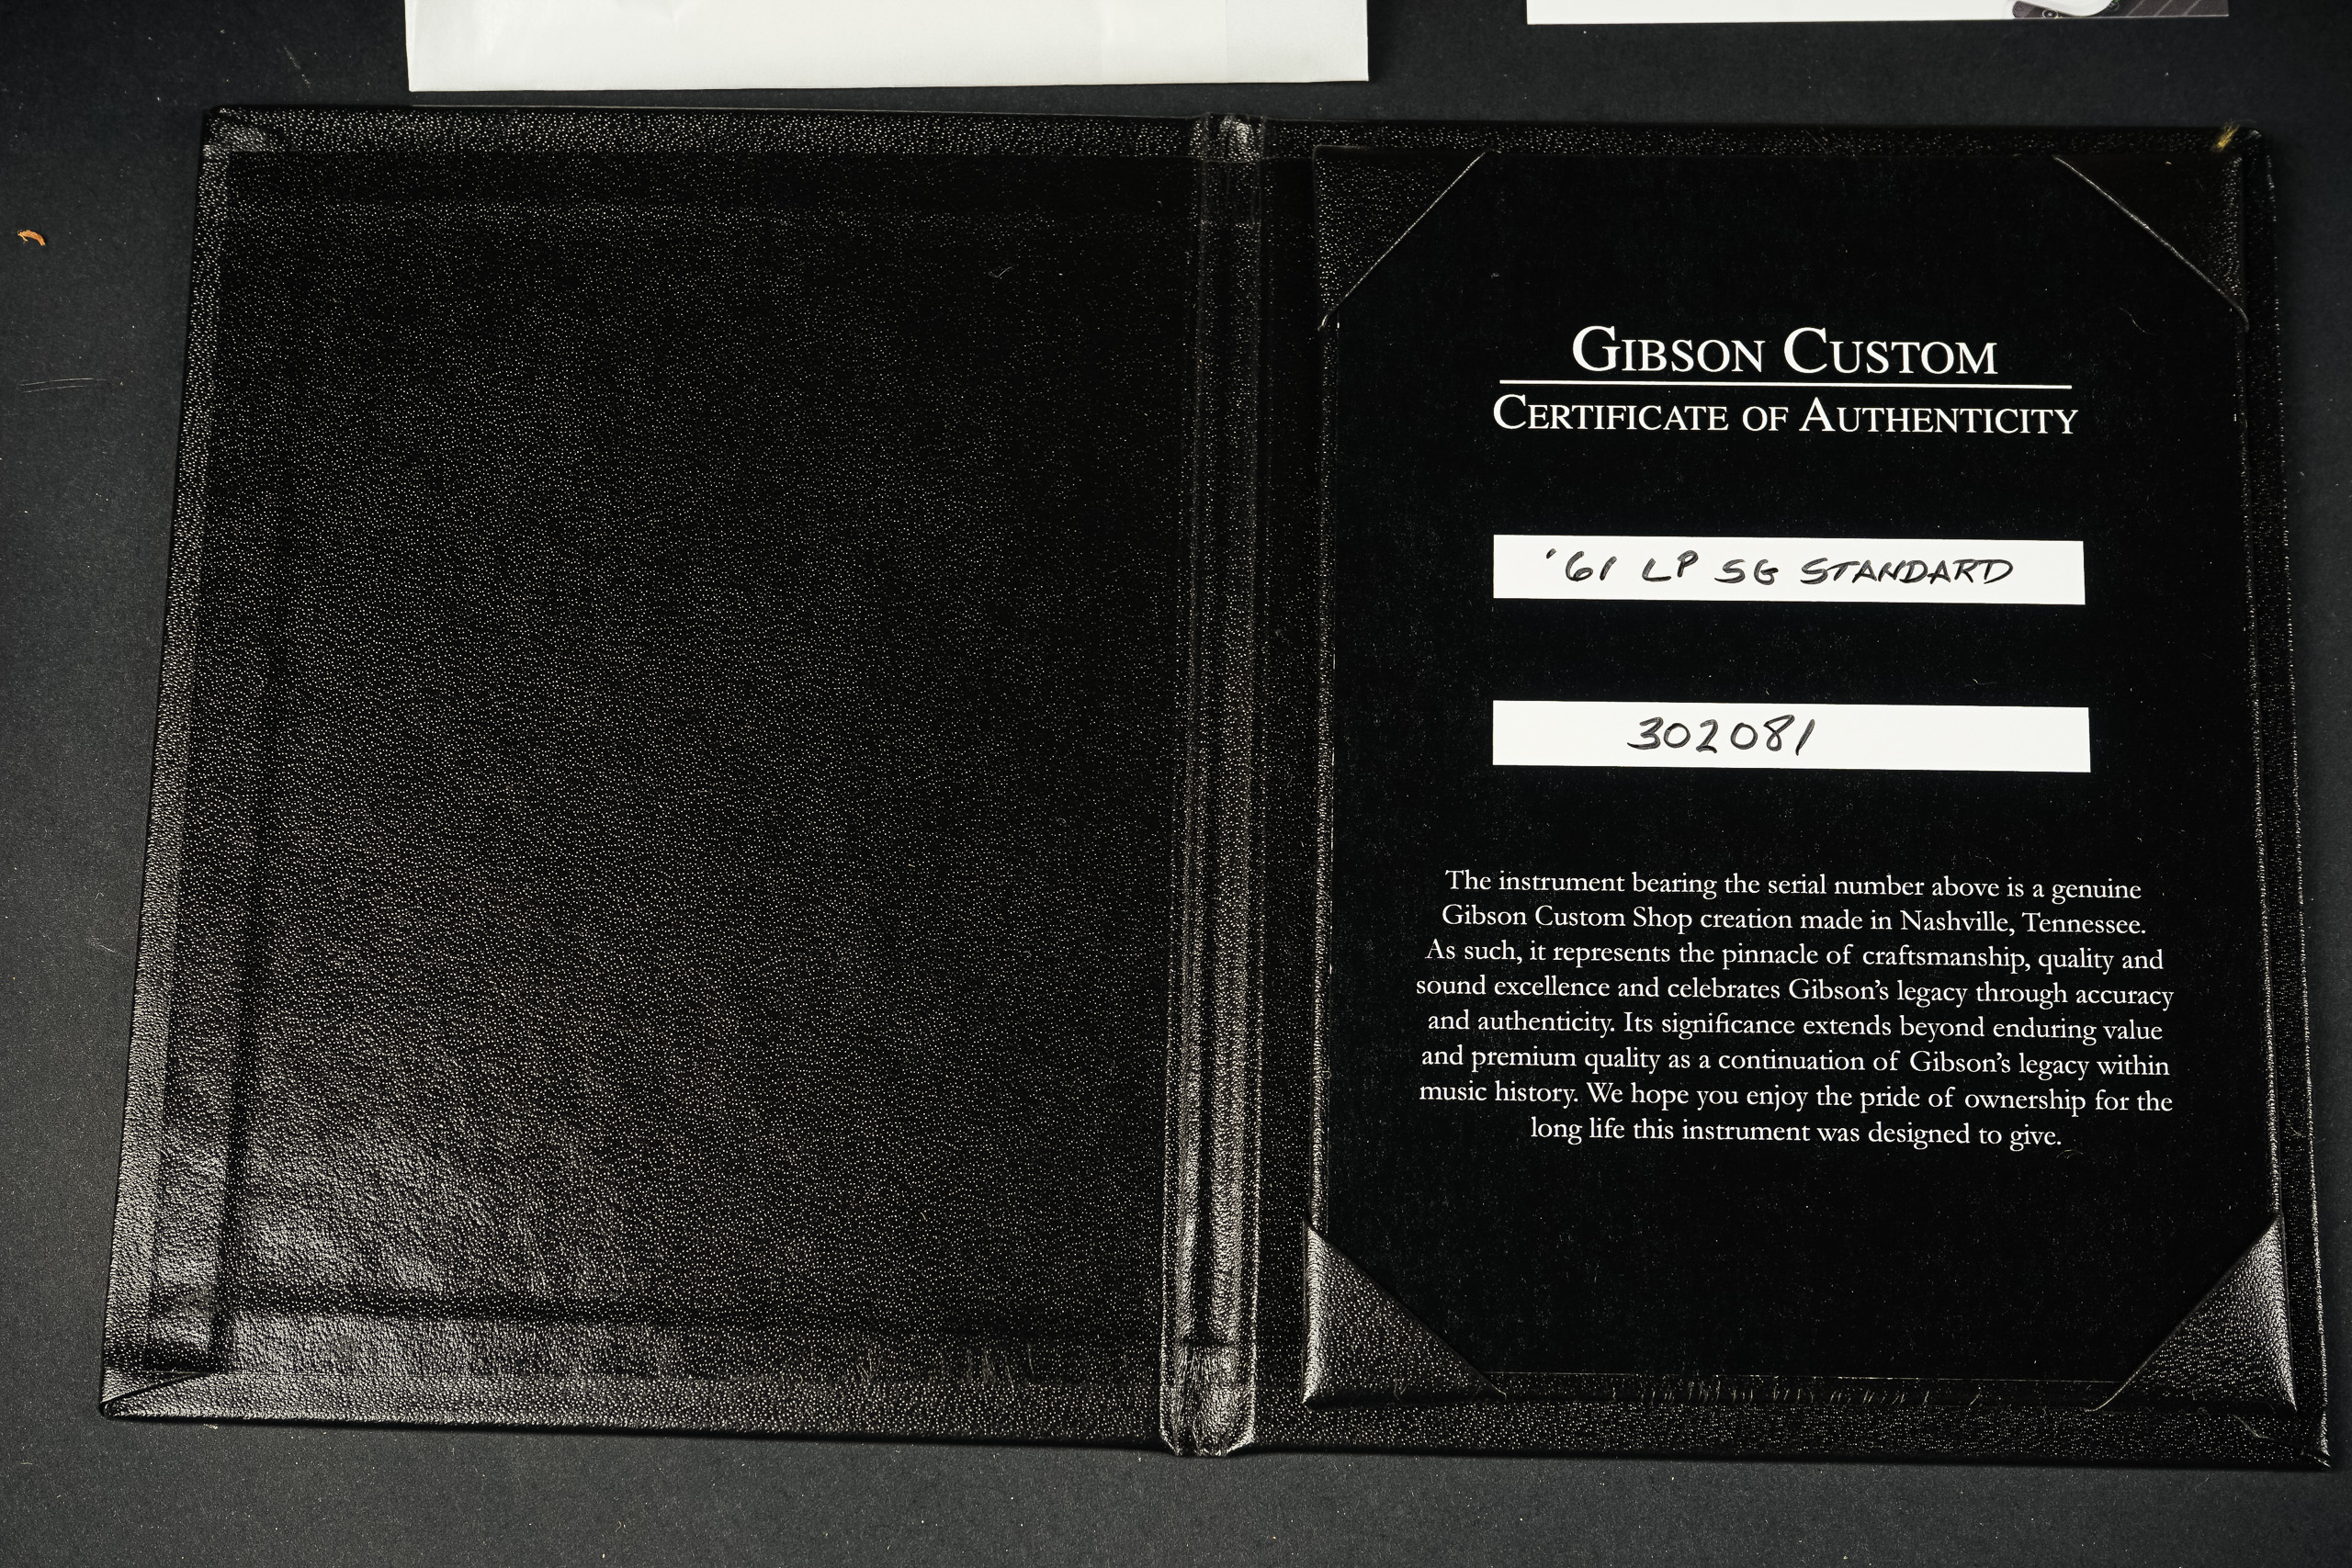 GIBSON CUSTOM
CERTIFICATE OF AUTHENTICITY
'61 LP SG STANDARD
302081
The instrument bearing the serial number above is a genuine
Gibson Custom Shop creation made in Nashville, Tennessee.
As such, it represents the pinnacle of craftsmanship, quality and
sound excellence and celebrates Gibson's legacy through accuracy
and authenticity. Its significance extends beyond enduring value
and premium quality as a continuation of Gibson's legacy within
music history. We hope you enjoy the pride of ownership for the
long life this instrument was designed to give.